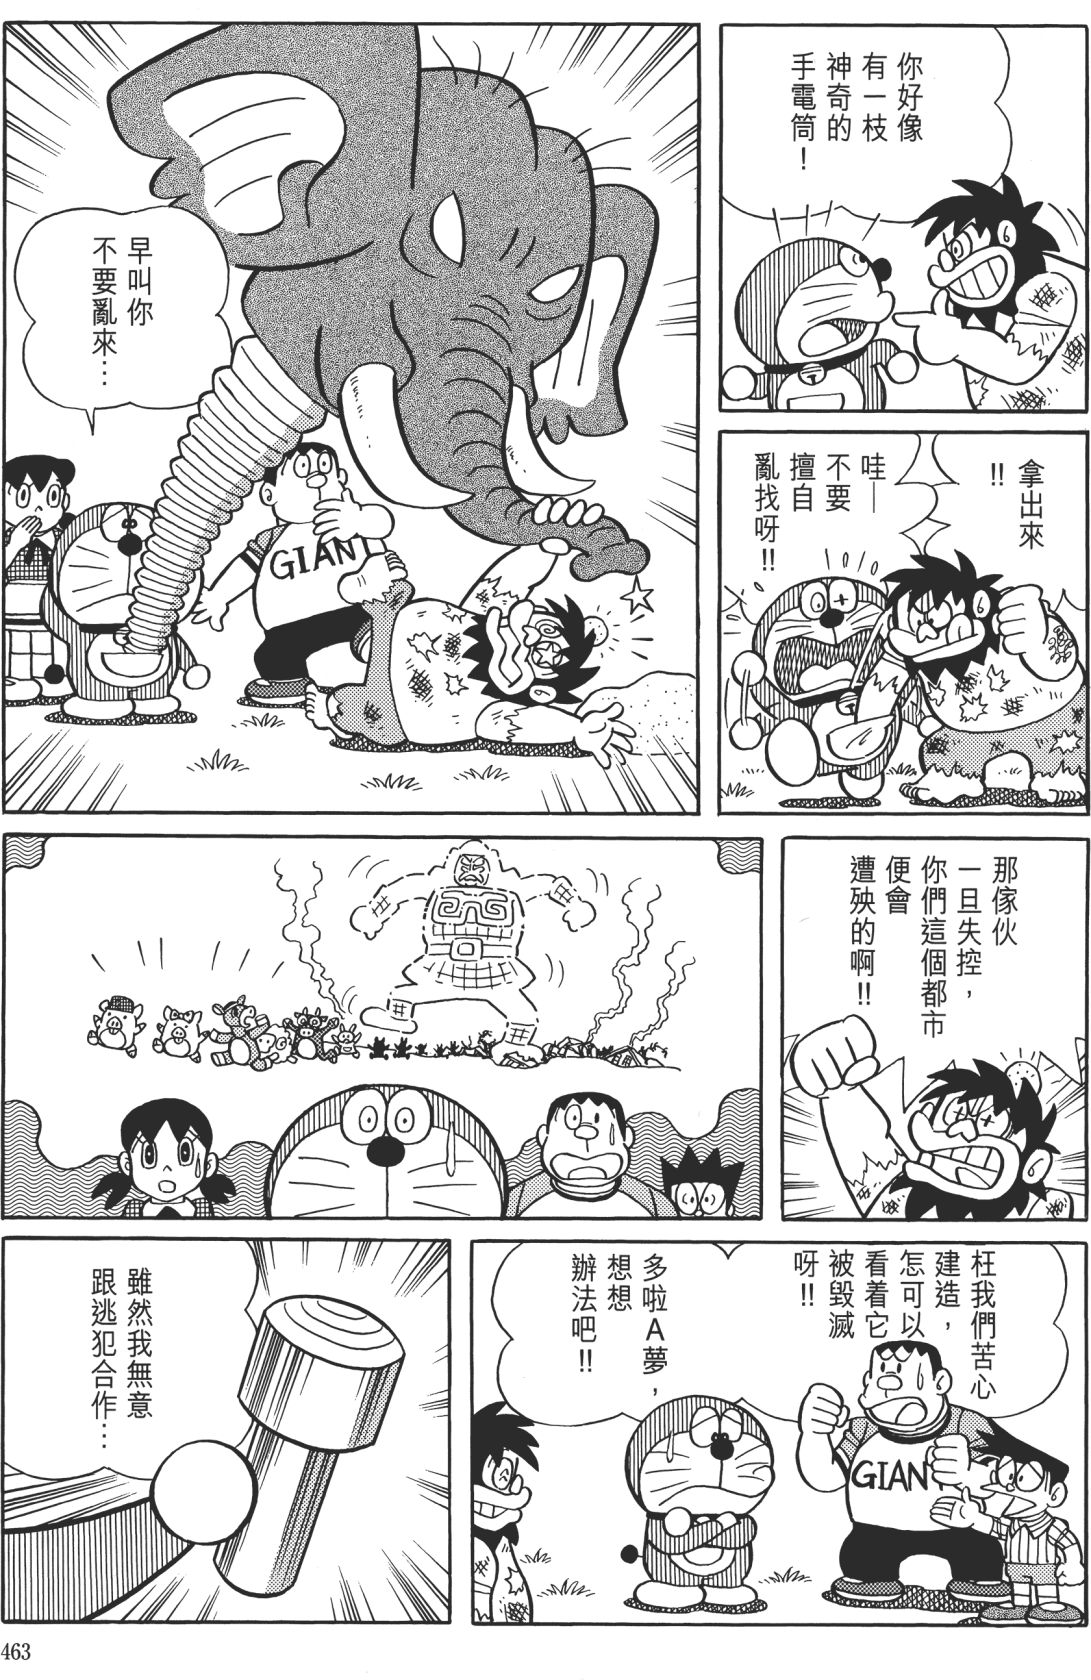 你好像
有一枝
神奇的
手電筒！
拿出來
!!
哇—
不要
擅自
亂找呀!!
早叫你
不要亂來…
GIANT
那傢伙
一旦失控，
你們這個都市
便會
遭殃的啊!!
枉我們苦心
建造，
怎可以
看着它
被毀滅
呀!!
多啦A夢，
想想
辦法吧!!
GIAN
雖然我無意
跟逃犯合作…
463